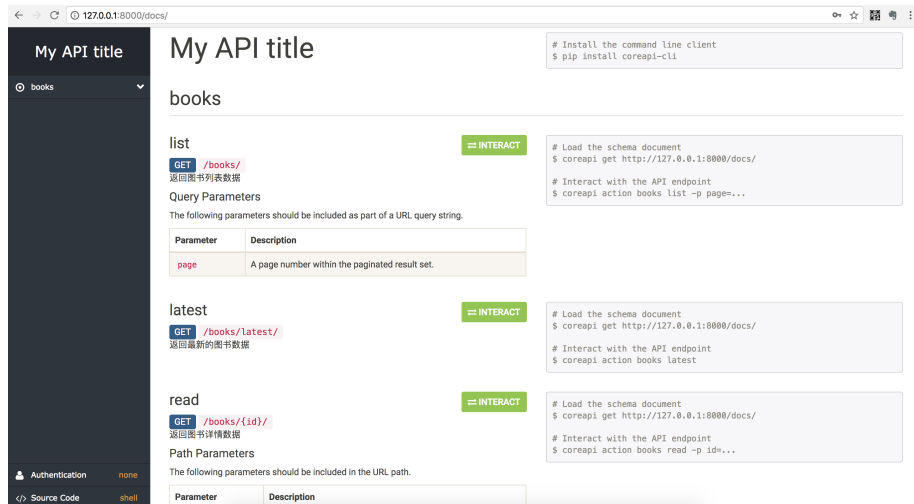 127.0.0.1:8000/docs/
My API title
books
Authentication none
</> Source Code shell
My API title
# Install the command line client
$ pip install coreapi-cli
books
list
INTERACT
GET /books/
返回图书列表数据
Query Parameters
The following parameters should be included as part of a URL query string.
Parameter Description
page A page number within the paginated result set.
# Load the schema document
$ coreapi get http://127.0.0.1:8000/docs/
# Interact with the API endpoint
$ coreapi action books list -p page=...
latest
INTERACT
GET /books/latest/
返回最新的图书数据
# Load the schema document
$ coreapi get http://127.0.0.1:8000/docs/
# Interact with the API endpoint
$ coreapi action books latest
read
INTERACT
GET /books/{id}/
返回图书详情数据
Path Parameters
The following parameters should be included in the URL path.
Parameter Description
# Load the schema document
$ coreapi get http://127.0.0.1:8000/docs/
# Interact with the API endpoint
$ coreapi action books read -p id=...